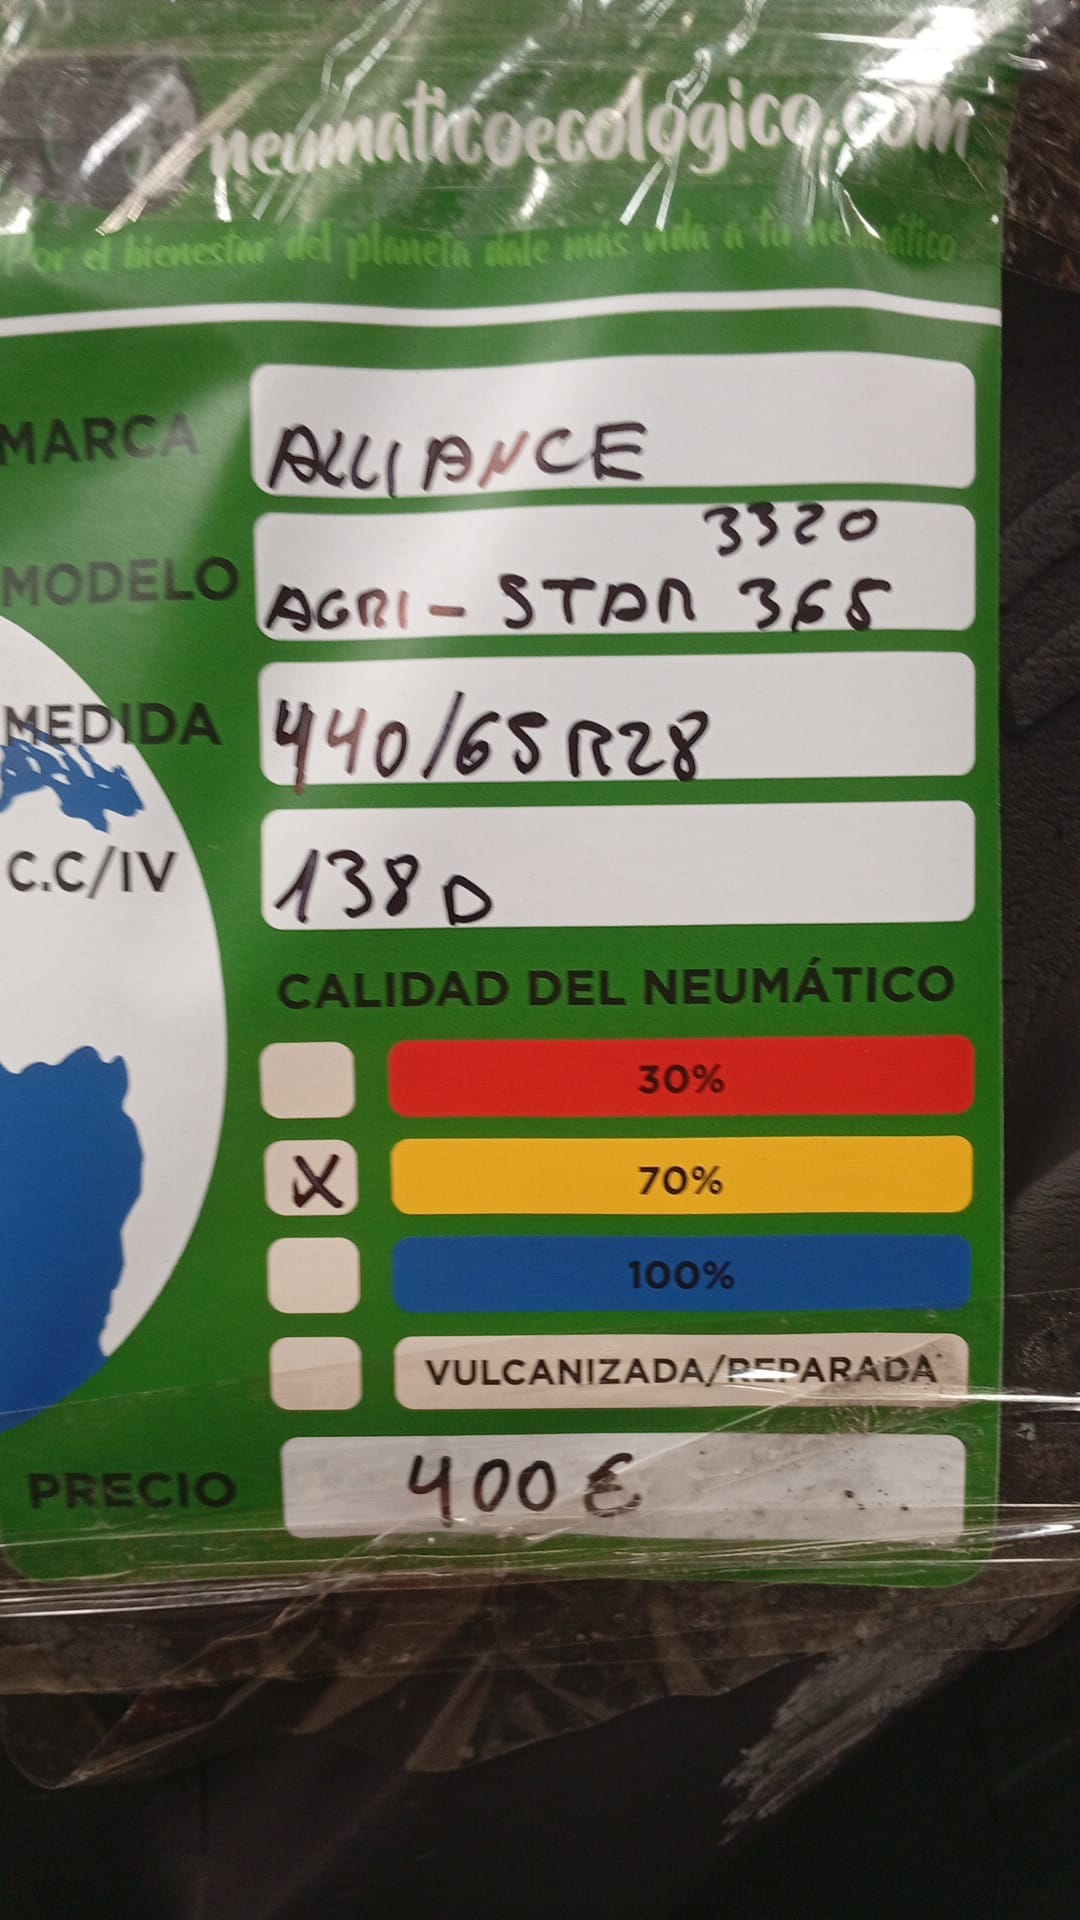 neumaticoecológico.com
Por el bienestar del planeta dale más vida a tu neumático
MARCA ALLIANCE
3320
MODELO AGRI-STAR 365
MEDIDA 440/65R28
C.C/IV 138D
CALIDAD DEL NEUMÁTICO
30%
X 70%
100%
VULCANIZADA/REPARADA
PRECIO 400 €